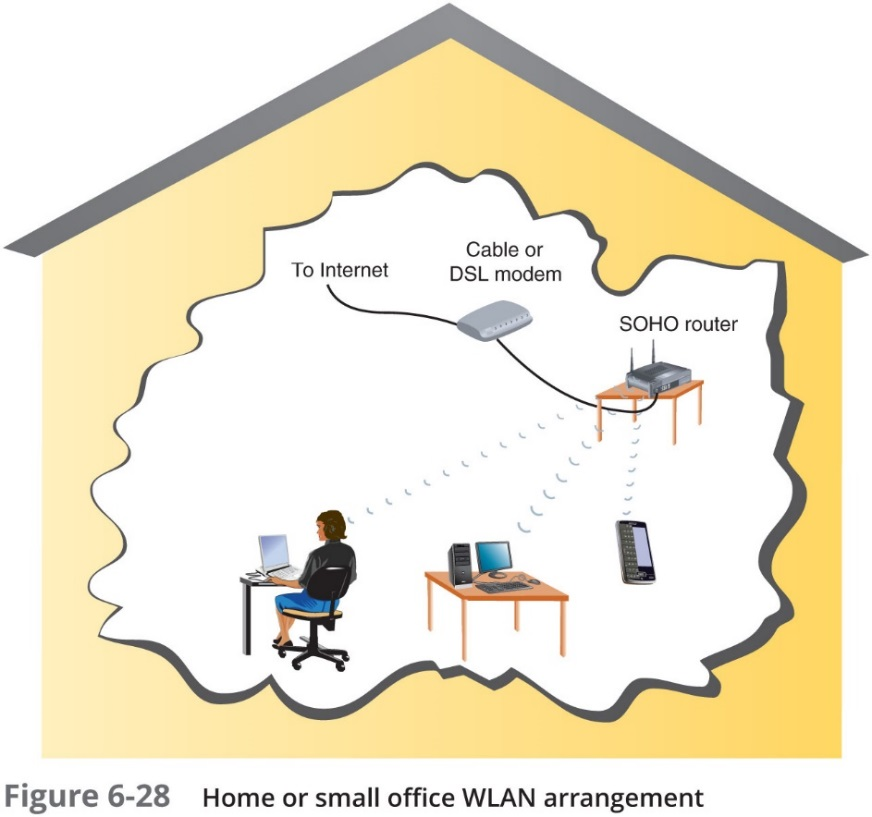 To Internet
Cable or
DSL modem
SOHO router
Figure 6-28 Home or small office WLAN arrangement